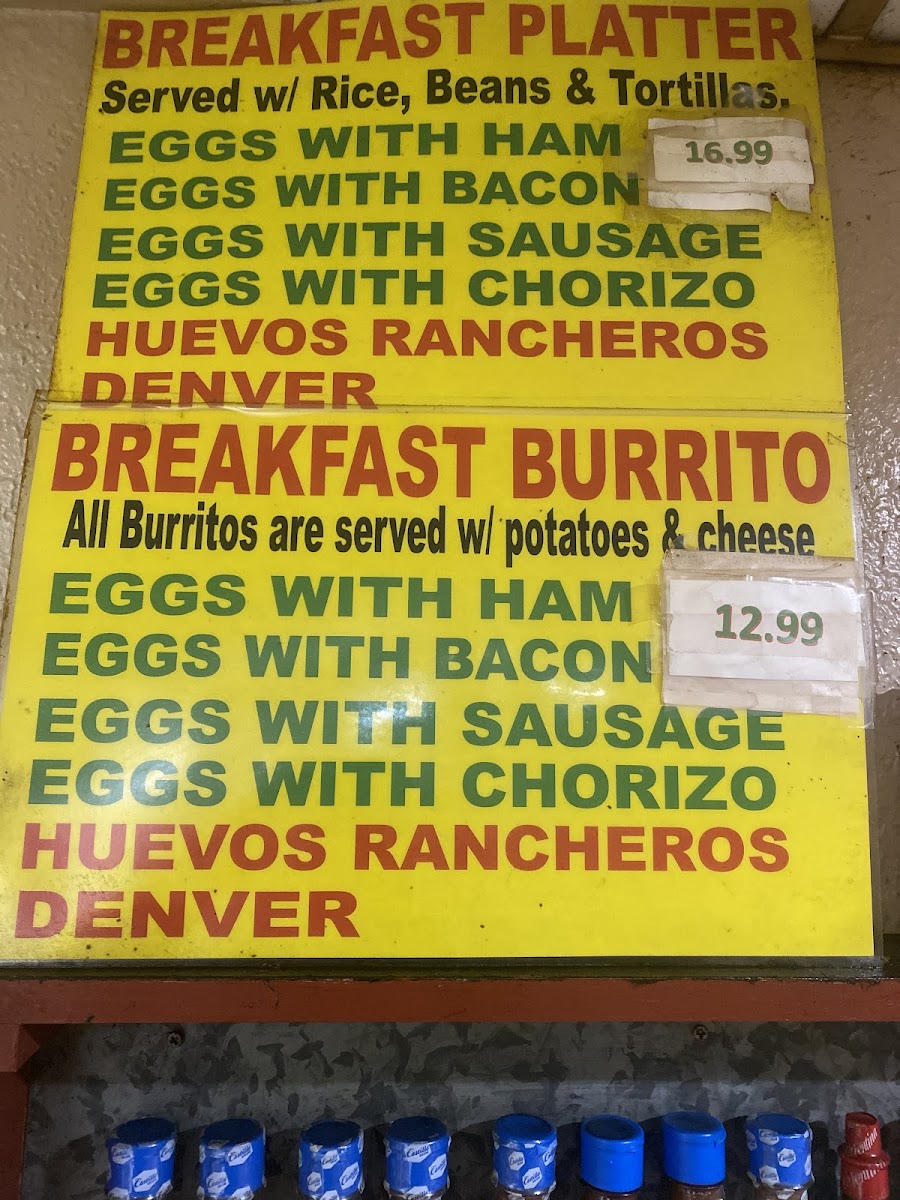 BREAKFAST PLATTER
Served w/ Rice, Beans & Tortillas.
EGGS WITH HAM
16.99
EGGS WITH BACON
EGGS WITH SAUSAGE
EGGS WITH CHORIZO
HUEVOS RANCHEROS
DENVER
BREAKFAST BURRITO
All Burritos are served w/ potatoes & cheese
EGGS WITH HAM
12.99
EGGS WITH BACON
EGGS WITH SAUSAGE
EGGS WITH CHORIZO
HUEVOS RANCHEROS
DENVER